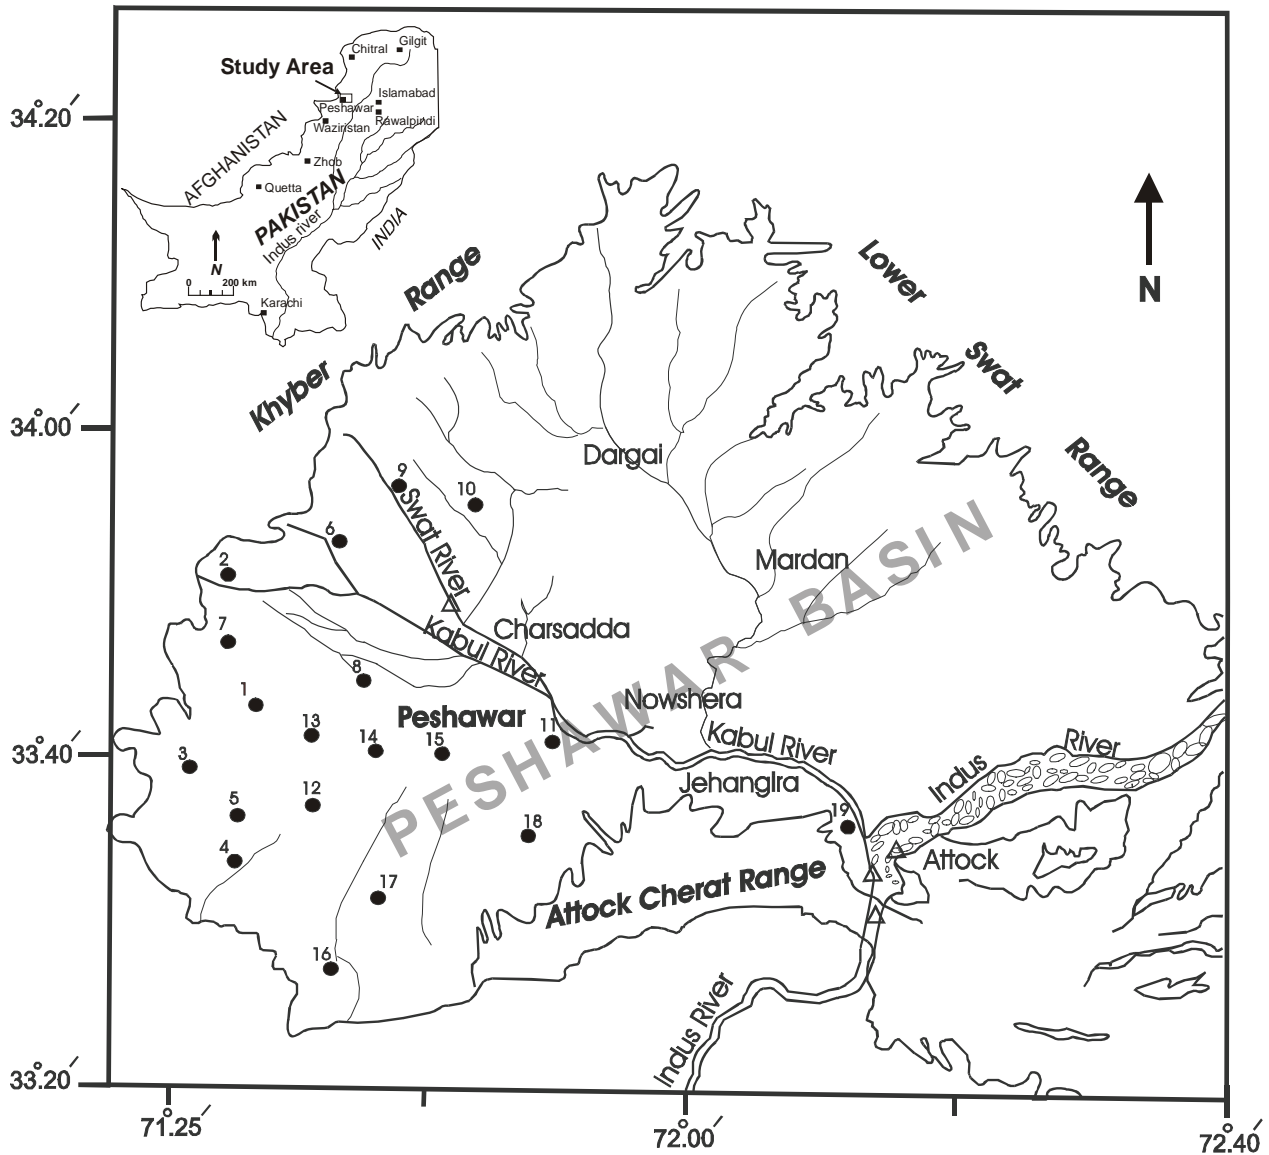 Chitral
Gilgit
Study Area
Islamabad
Peshawar
Rawalpindi
Waziristan
AFGHANISTAN
Zhob
Quetta
PAKISTAN
Indus river
INDIA
N
0 200 km
Karachi
34°.20′
34°.00′
33°.40′
33°.20′
71°.25′
72°.00′
72°.40′
N
Khyber
Range
Lower
Swat
Range
Dargai
9
10
Swat River
6
2
Mardan
7
Charsadda
Kabul River
8
1
Nowshera
Peshawar
PESHAWAR BASIN
13
14
15
11
3
Kabul River
Indus
River
JehangIra
12
5
18
19
4
Attock
Attock Cherat Range
17
16
Indus River